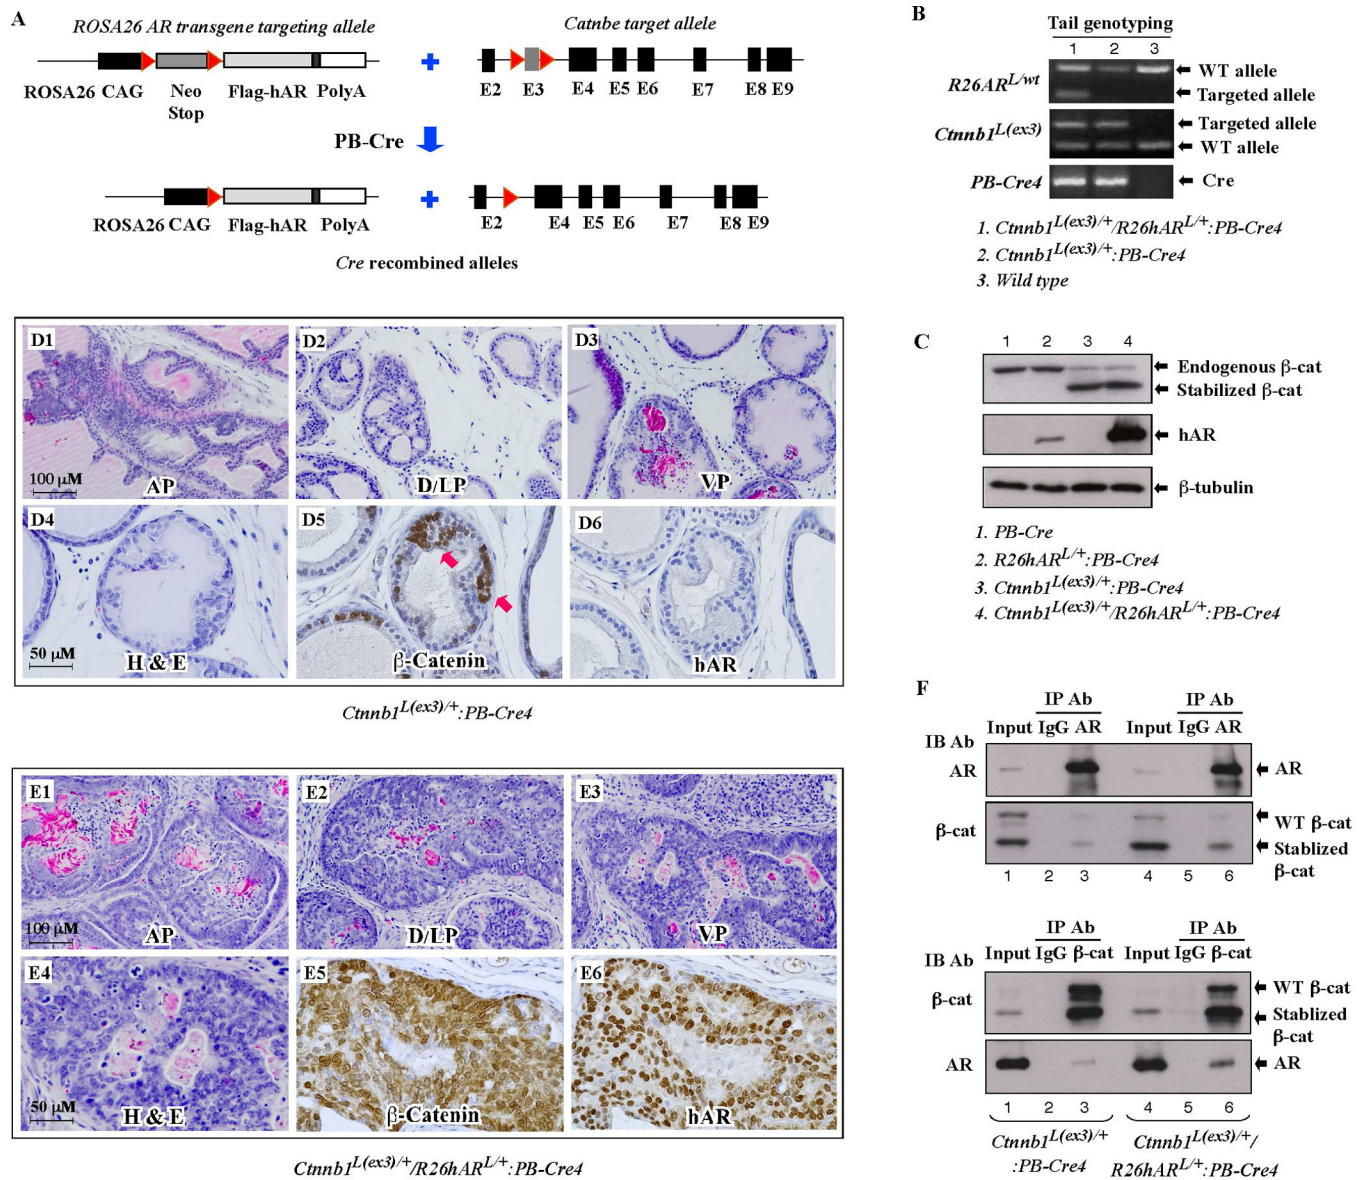 A
ROSA26 AR transgene targeting allele
Catnbe target allele
ROSA26 CAG
Neo
Stop
Flag-hAR
PolyA
E2
E3
E4
E5
E6
E7
E8
E9
PB-Cre
ROSA26 CAG
Flag-hAR
PolyA
E2
E4
E5
E6
E7
E8
E9
Cre recombined alleles
B
Tail genotyping
1 2 3
R26AR^L/wt
WT allele
Targeted allele
Ctnnb1^L(ex3)
Targeted allele
WT allele
PB-Cre4
Cre
1. Ctnnb1^L(ex3)/+/R26hAR^L/+:PB-Cre4
2. Ctnnb1^L(ex3)/+:PB-Cre4
3. Wild type
C
1 2 3 4
Endogenous β-cat
Stabilized β-cat
hAR
β-tubulin
1. PB-Cre
2. R26hAR^L/+:PB-Cre4
3. Ctnnb1^L(ex3)/+:PB-Cre4
4. Ctnnb1^L(ex3)/+/R26hAR^L/+:PB-Cre4
D1
100 μM
AP
D2
D/LP
D3
VP
D4
50 μM
H & E
D5
β-Catenin
D6
hAR
Ctnnb1^L(ex3)/+:PB-Cre4
E1
100 μM
AP
E2
D/LP
E3
VP
E4
50 μM
H & E
E5
β-Catenin
E6
hAR
Ctnnb1^L(ex3)/+/R26hAR^L/+:PB-Cre4
F
IP Ab
IP Ab
Input IgG AR Input IgG AR
IB Ab
AR
AR
β-cat
WT β-cat
Stablized
β-cat
1 2 3 4 5 6
IP Ab
IP Ab
Input IgG β-cat Input IgG β-cat
IB Ab
β-cat
WT β-cat
Stablized
β-cat
AR
AR
1 2 3 4 5 6
Ctnnb1^L(ex3)/+
:PB-Cre4
Ctnnb1^L(ex3)/+/
R26hAR^L/+:PB-Cre4